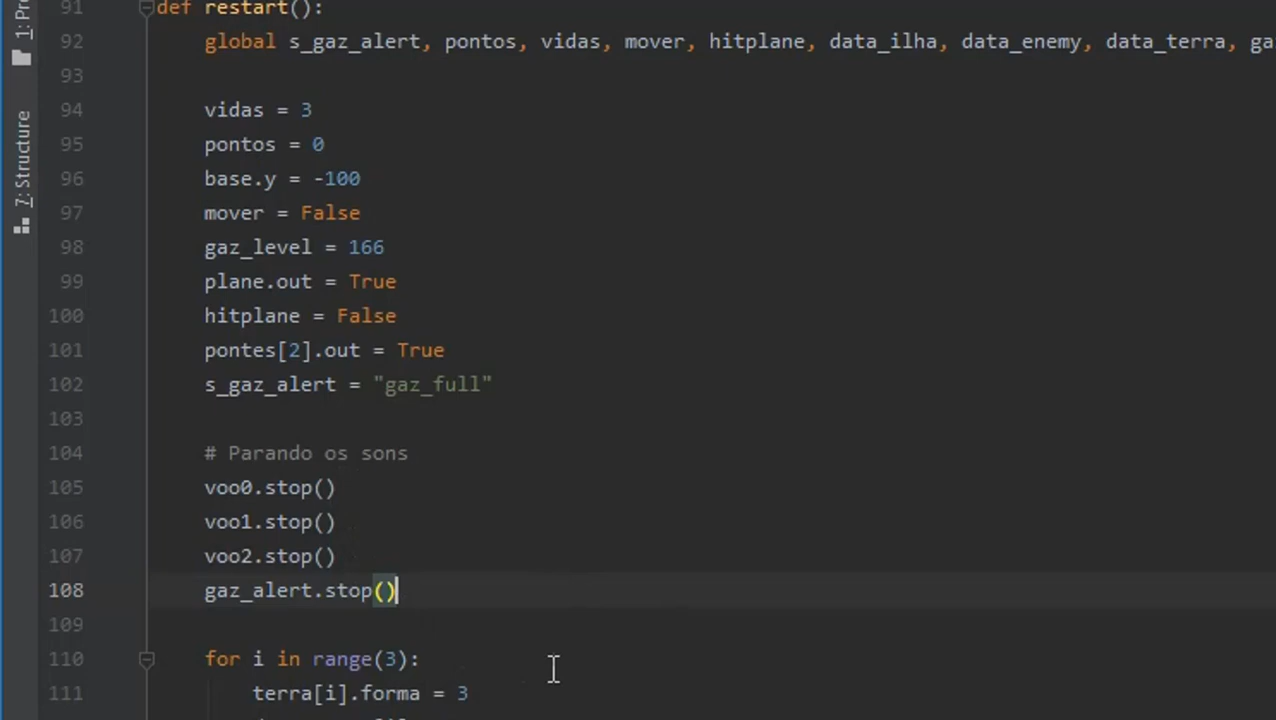 1: Pr
7: Structure
91 def restart():
92 global s_gaz_alert, pontos, vidas, mover, hitplane, data_ilha, data_enemy, data_terra, ga
93
94 vidas = 3
95 pontos = 0
96 base.y = -100
97 mover = False
98 gaz_level = 166
99 plane.out = True
100 hitplane = False
101 pontes[2].out = True
102 s_gaz_alert = "gaz_full"
103
104 # Parando os sons
105 voo0.stop()
106 voo1.stop()
107 voo2.stop()
108 gaz_alert.stop()
109
110 for i in range(3):
111 terra[i].forma = 3